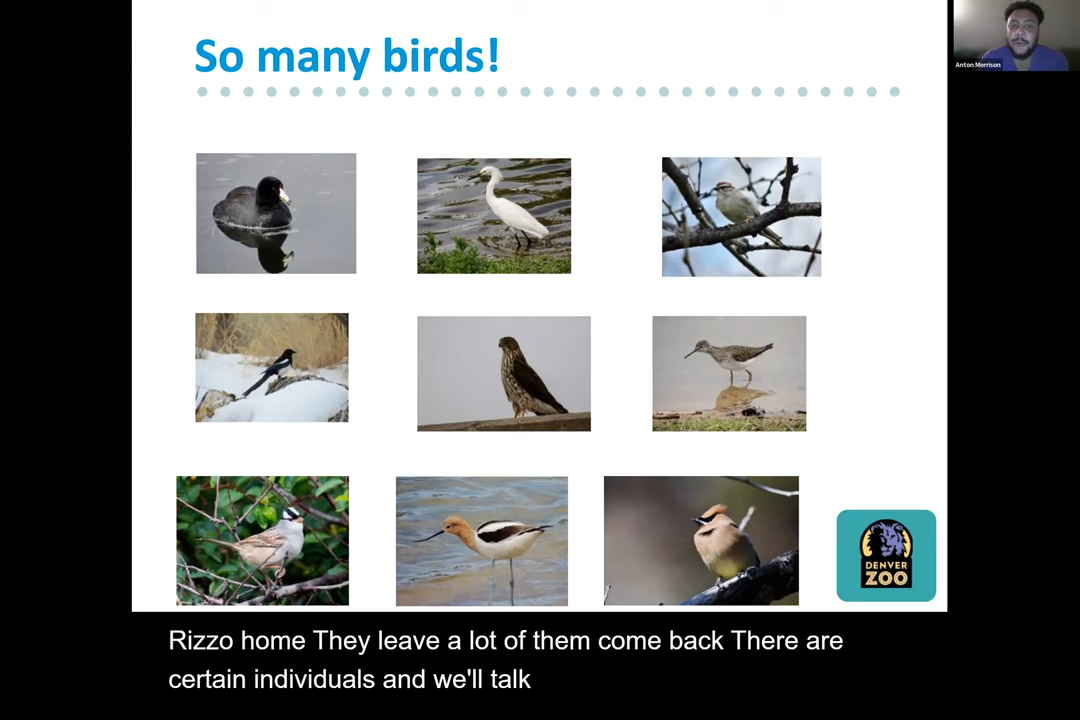 So many birds!
Anton Morrison
DENVER
ZOO
Rizzo home They leave a lot of them come back There are
certain individuals and we'll talk